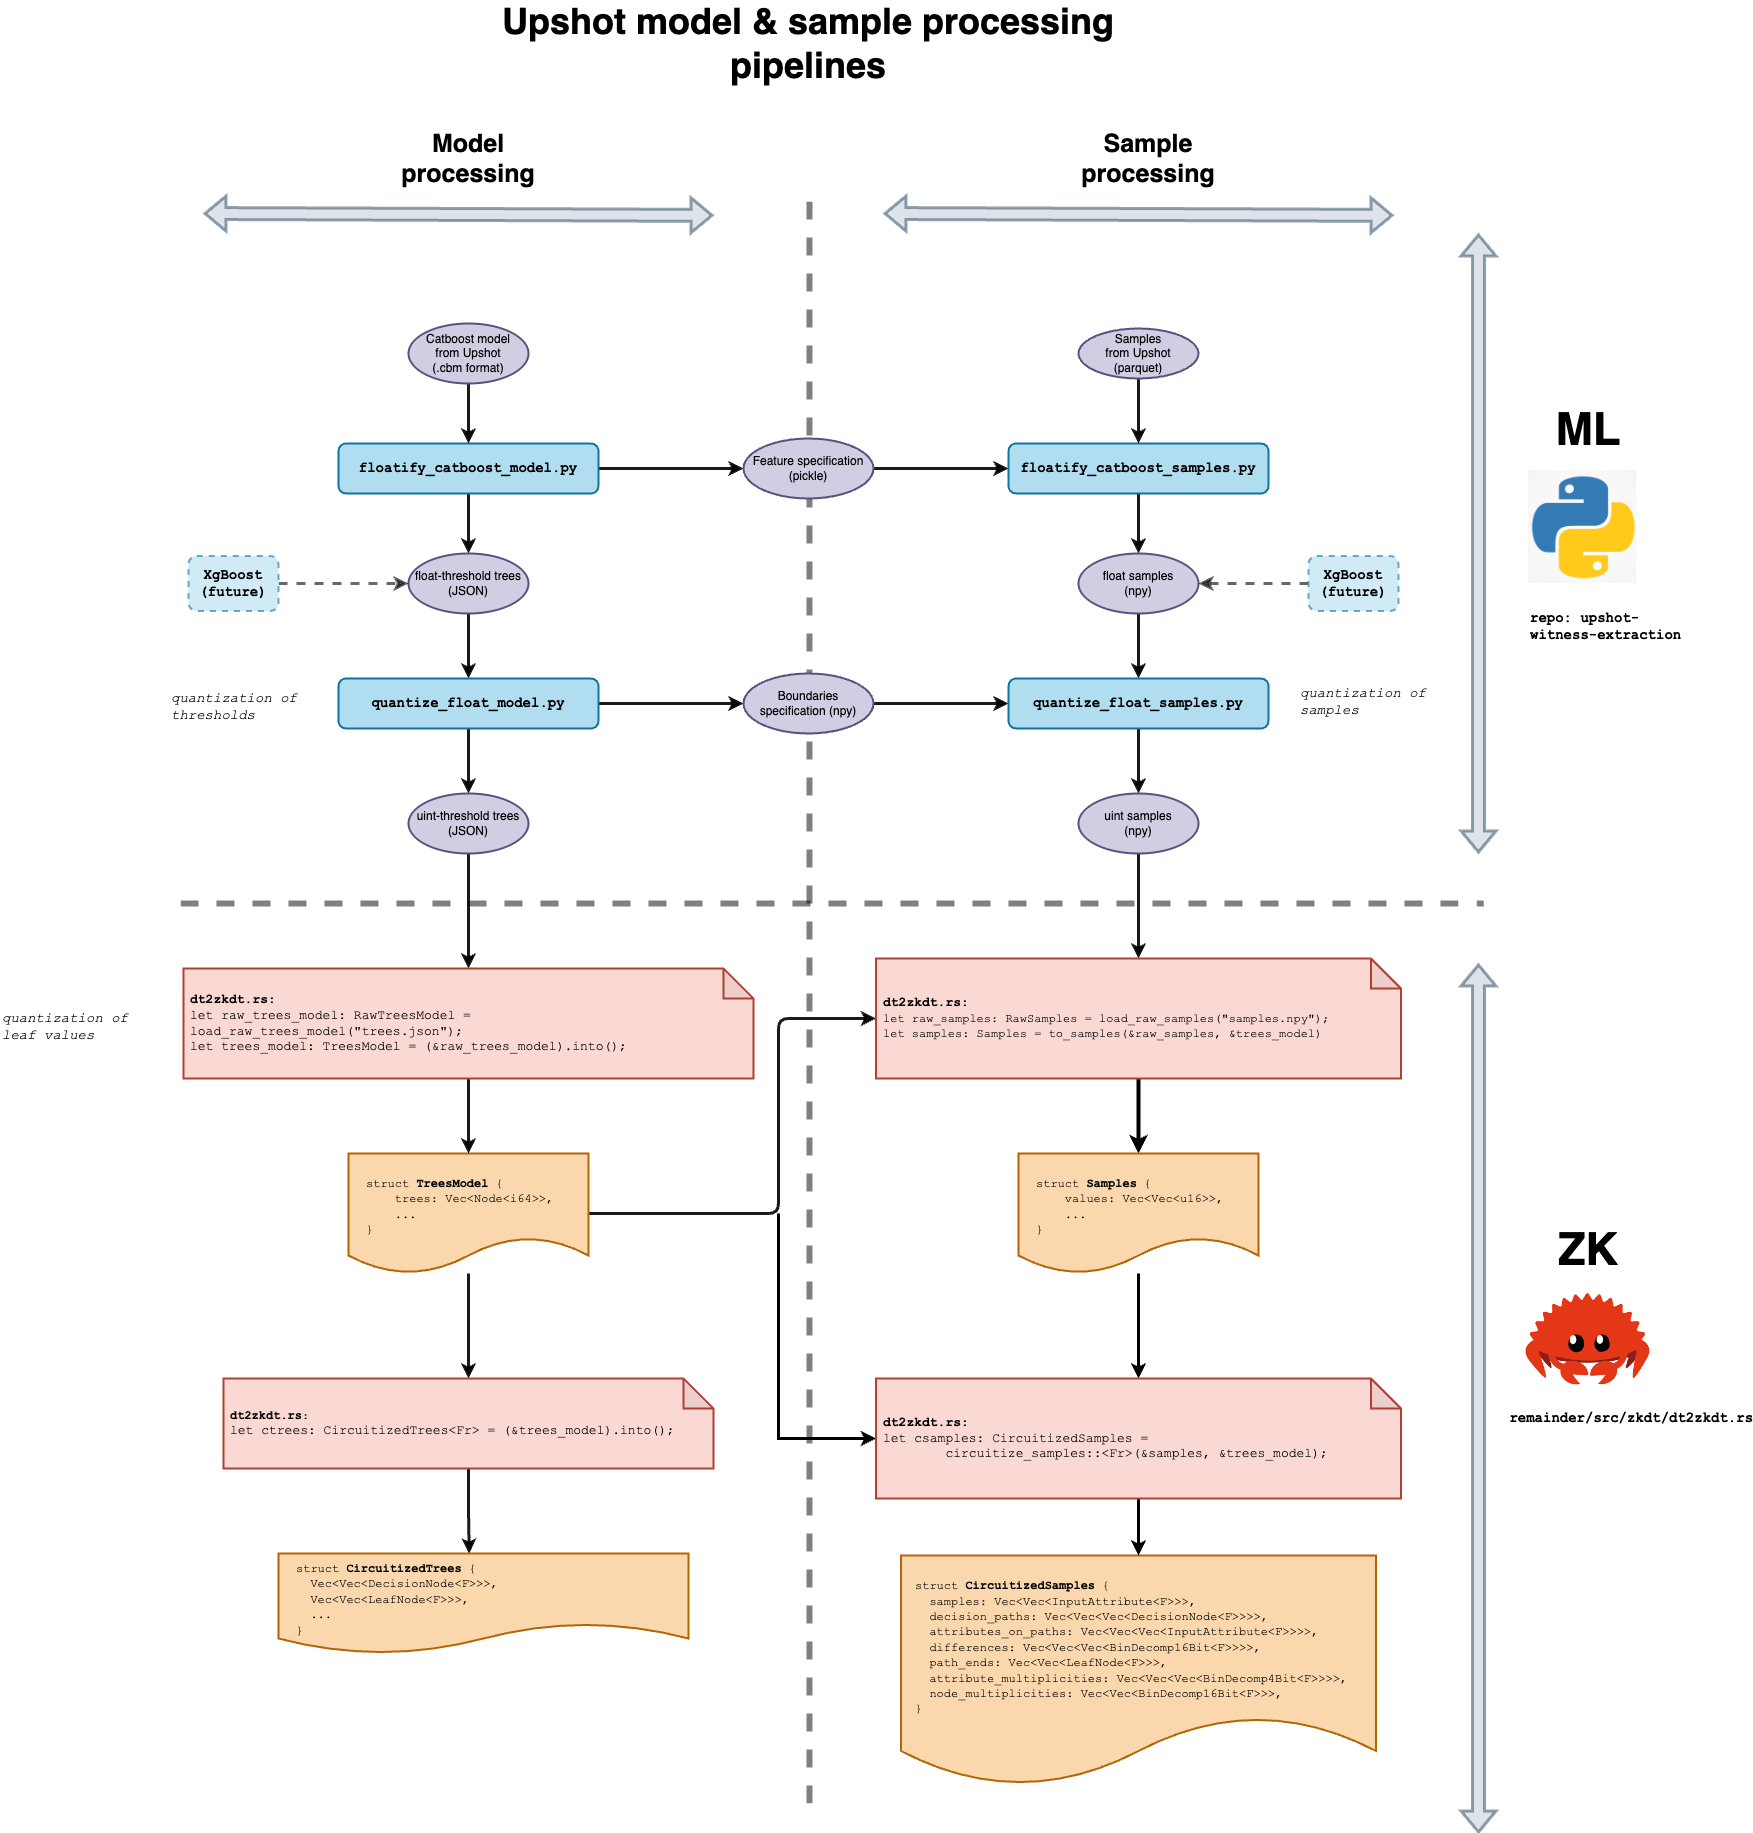 Upshot model & sample processing
pipelines
Model
processing
Sample
processing
Catboost model
from Upshot
(.cbm format)
Samples
from Upshot
(parquet)
floatify_catboost_model.py
Feature specification
(pickle)
floatify_catboost_samples.py
ML
XgBoost
(future)
float-threshold trees
(JSON)
float samples
(npy)
XgBoost
(future)
repo: upshot-
witness-extraction
quantization of
thresholds
quantize_float_model.py
Boundaries
specification (npy)
quantize_float_samples.py
quantization of
samples
uint-threshold trees
(JSON)
uint samples
(npy)
quantization of
leaf values
dt2zkdt.rs:
let raw_trees_model: RawTreesModel =
load_raw_trees_model("trees.json");
let trees_model: TreesModel = (&raw_trees_model).into();
dt2zkdt.rs:
let raw_samples: RawSamples = load_raw_samples("samples.npy");
let samples: Samples = to_samples(&raw_samples, &trees_model)
struct TreesModel {
    trees: Vec<Node<i64>>,
    ...
}
struct Samples {
    values: Vec<Vec<u16>>,
    ...
}
ZK
remainder/src/zkdt/dt2zkdt.rs
dt2zkdt.rs:
let ctrees: CircuitizedTrees<Fr> = (&trees_model).into();
dt2zkdt.rs:
let csamples: CircuitizedSamples =
        circuitize_samples::<Fr>(&samples, &trees_model);
struct CircuitizedTrees {
  Vec<Vec<DecisionNode<F>>>,
  Vec<Vec<LeafNode<F>>>,
  ...
}
struct CircuitizedSamples {
  samples: Vec<Vec<InputAttribute<F>>>,
  decision_paths: Vec<Vec<Vec<DecisionNode<F>>>>,
  attributes_on_paths: Vec<Vec<Vec<InputAttribute<F>>>>,
  differences: Vec<Vec<Vec<BinDecomp16Bit<F>>>>,
  path_ends: Vec<Vec<LeafNode<F>>>,
  attribute_multiplicities: Vec<Vec<Vec<BinDecomp4Bit<F>>>>,
  node_multiplicities: Vec<Vec<BinDecomp16Bit<F>>>,
}